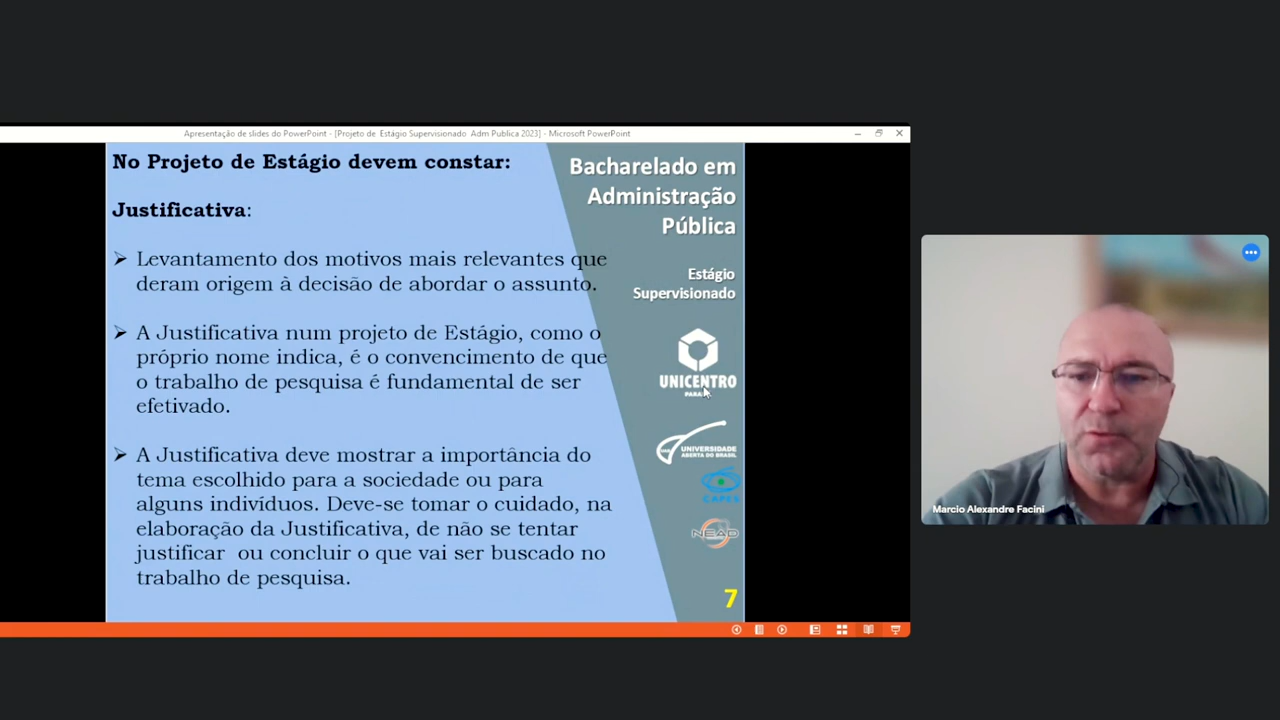 Apresentação de slides do PowerPoint - [Projeto de Estágio Supervisionado Adm Publica 2023] - Microsoft PowerPoint
No Projeto de Estágio devem constar:
Justificativa:
➢ Levantamento dos motivos mais relevantes que
deram origem à decisão de abordar o assunto.
➢ A Justificativa num projeto de Estágio, como o
próprio nome indica, é o convencimento de que
o trabalho de pesquisa é fundamental de ser
efetivado.
➢ A Justificativa deve mostrar a importância do
tema escolhido para a sociedade ou para
alguns indivíduos. Deve-se tomar o cuidado, na
elaboração da Justificativa, de não se tentar
justificar ou concluir o que vai ser buscado no
trabalho de pesquisa.
Bacharelado em
Administração
Pública
Estágio
Supervisionado
UNICENTRO
UNIVERSIDADE
ABERTA DO BRASIL
CAPES
NEAD
7
Marcio Alexandre Facini